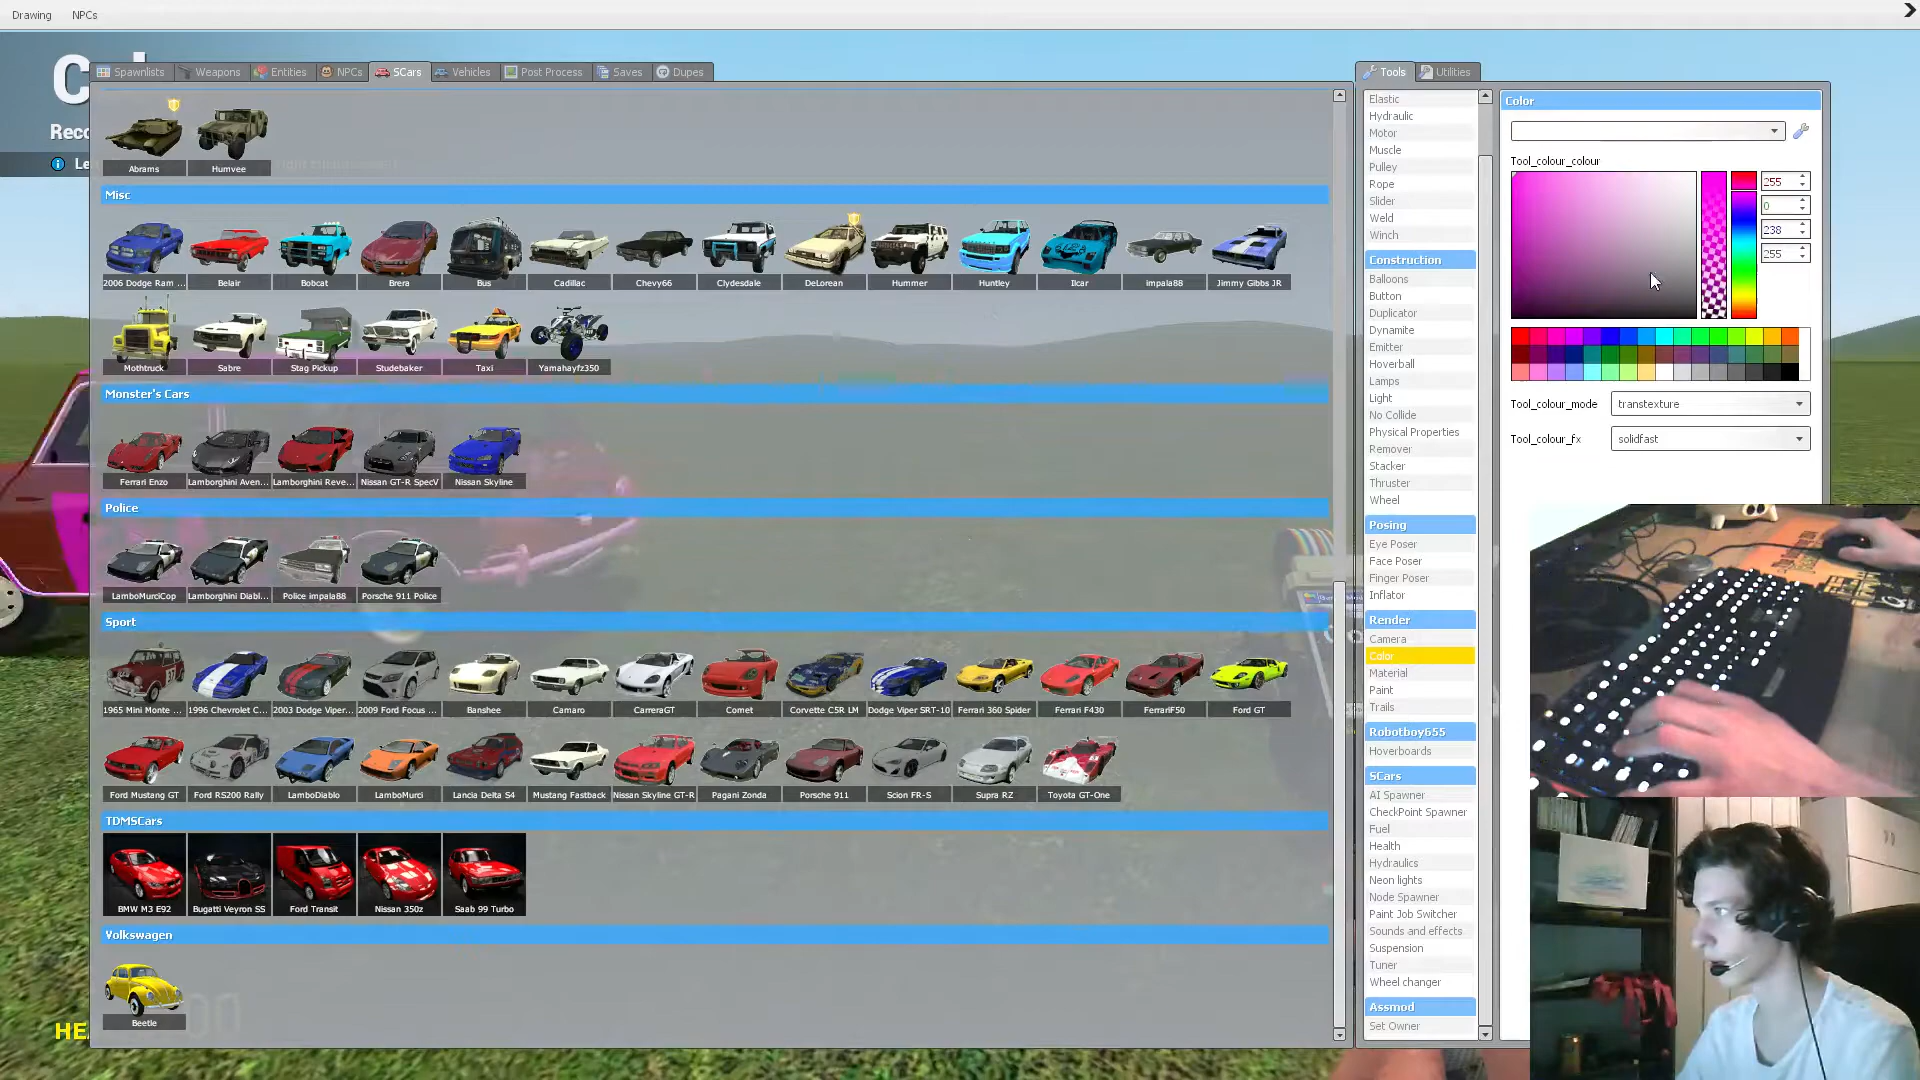 Drawing NPCs
Spawnlists Weapons Entities NPCs SCars Vehicles Post Process Saves Dupes
Tools Utilities
Reco
Le
HEA
Abrams Humvee
Misc
2006 Dodge Ram ... Belair Bobcat Brera Bus Cadillac Chevy66 Clydesdale DeLorean Hummer Huntley Ilcar impala88 Jimmy Gibbs JR
Mothtruck Sabre Stag Pickup Studebaker Taxi Yamahayfz350
Monster's Cars
Ferrari Enzo Lamborghini Aven... Lamborghini Reve... Nissan GT-R SpecV Nissan Skyline
Police
LamboMurciCop Lamborghini Diabl... Police impala88 Porsche 911 Police
Sport
1965 Mini Monte ... 1996 Chevrolet C... 2003 Dodge Viper... 2009 Ford Focus ... Banshee Camaro CarreraGT Comet Corvette C5R LM Dodge Viper SRT-10 Ferrari 360 Spider Ferrari F430 FerrariF50 Ford GT
Ford Mustang GT Ford RS200 Rally LamboDiablo LamboMurci Lancia Delta S4 Mustang Fastback Nissan Skyline GT-R Pagani Zonda Porsche 911 Scion FR-S Supra RZ Toyota GT-One
TDMSCars
BMW M3 E92 Bugatti Veyron SS Ford Transit Nissan 350z Saab 99 Turbo
Volkswagen
Beetle
Elastic
Hydraulic
Motor
Muscle
Pulley
Rope
Slider
Weld
Winch
Construction
Balloons
Button
Duplicator
Dynamite
Emitter
Hoverball
Lamps
Light
No Collide
Physical Properties
Remover
Stacker
Thruster
Wheel
Posing
Eye Poser
Face Poser
Finger Poser
Inflator
Render
Camera
Color
Material
Paint
Trails
Robotboy655
Hoverboards
SCars
AI Spawner
CheckPoint Spawner
Fuel
Health
Hydraulics
Neon lights
Node Spawner
Paint Job Switcher
Sounds and effects
Suspension
Tuner
Wheel changer
Assmod
Set Owner
Color
Tool_colour_colour
255
0
238
255
Tool_colour_mode transtexture
Tool_colour_fx solidfast